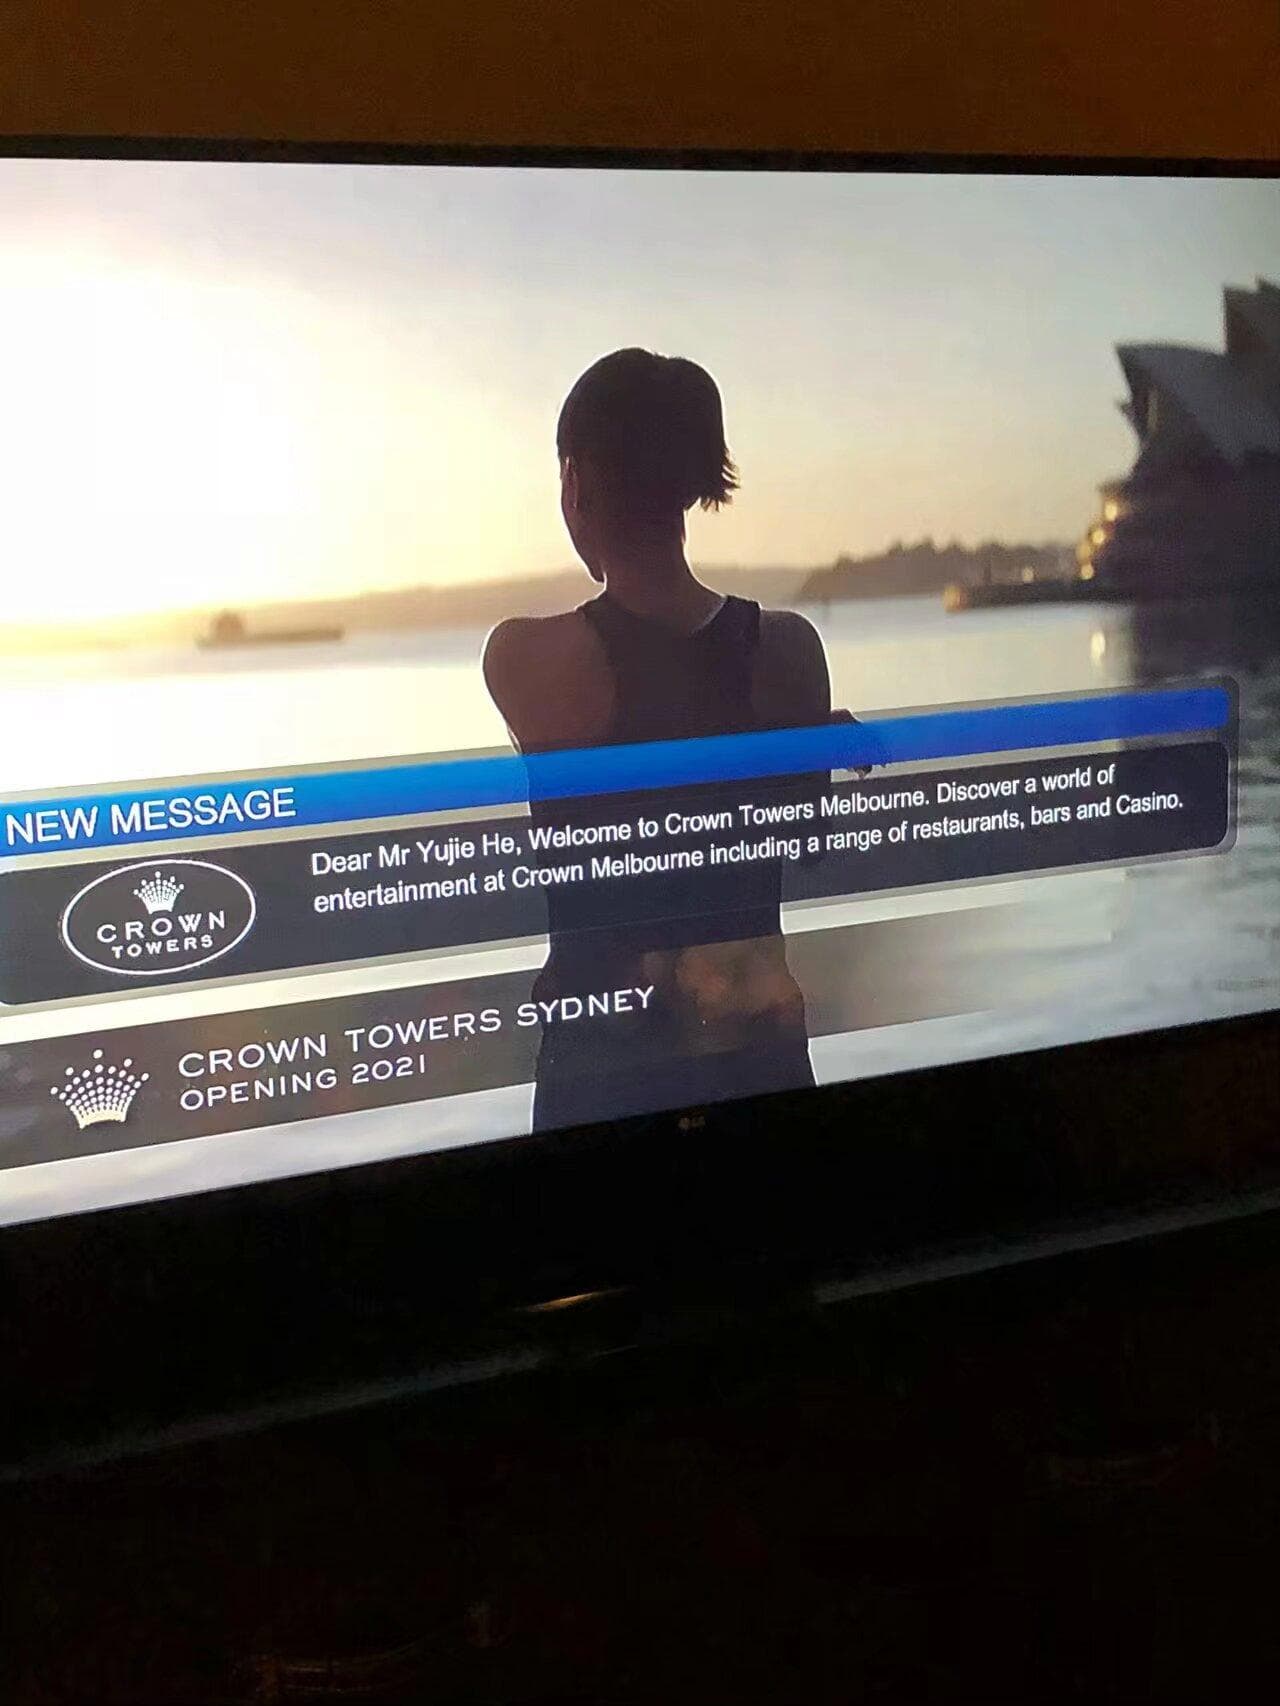 NEW MESSAGE
Dear Mr Yujie He, Welcome to Crown Towers Melbourne. Discover a world of
entertainment at Crown Melbourne including a range of restaurants, bars and Casino.
CROWN
TOWERS
CROWN TOWERS SYDNEY
OPENING 2021
LG